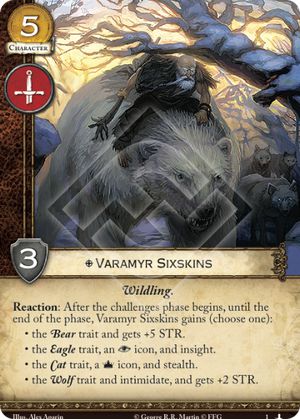 5
Character
3
Varamyr Sixskins
Wildling.
Reaction: After the challenges phase begins, until the
end of the phase, Varamyr Sixskins gains (choose one):
• the Bear trait and gets +5 STR.
• the Eagle trait, an icon, and insight.
• the Cat trait, a icon, and stealth.
• the Wolf trait and intimidate, and gets +2 STR.
Illus. Alex Aparin
© George R.R. Martin © FFG
1